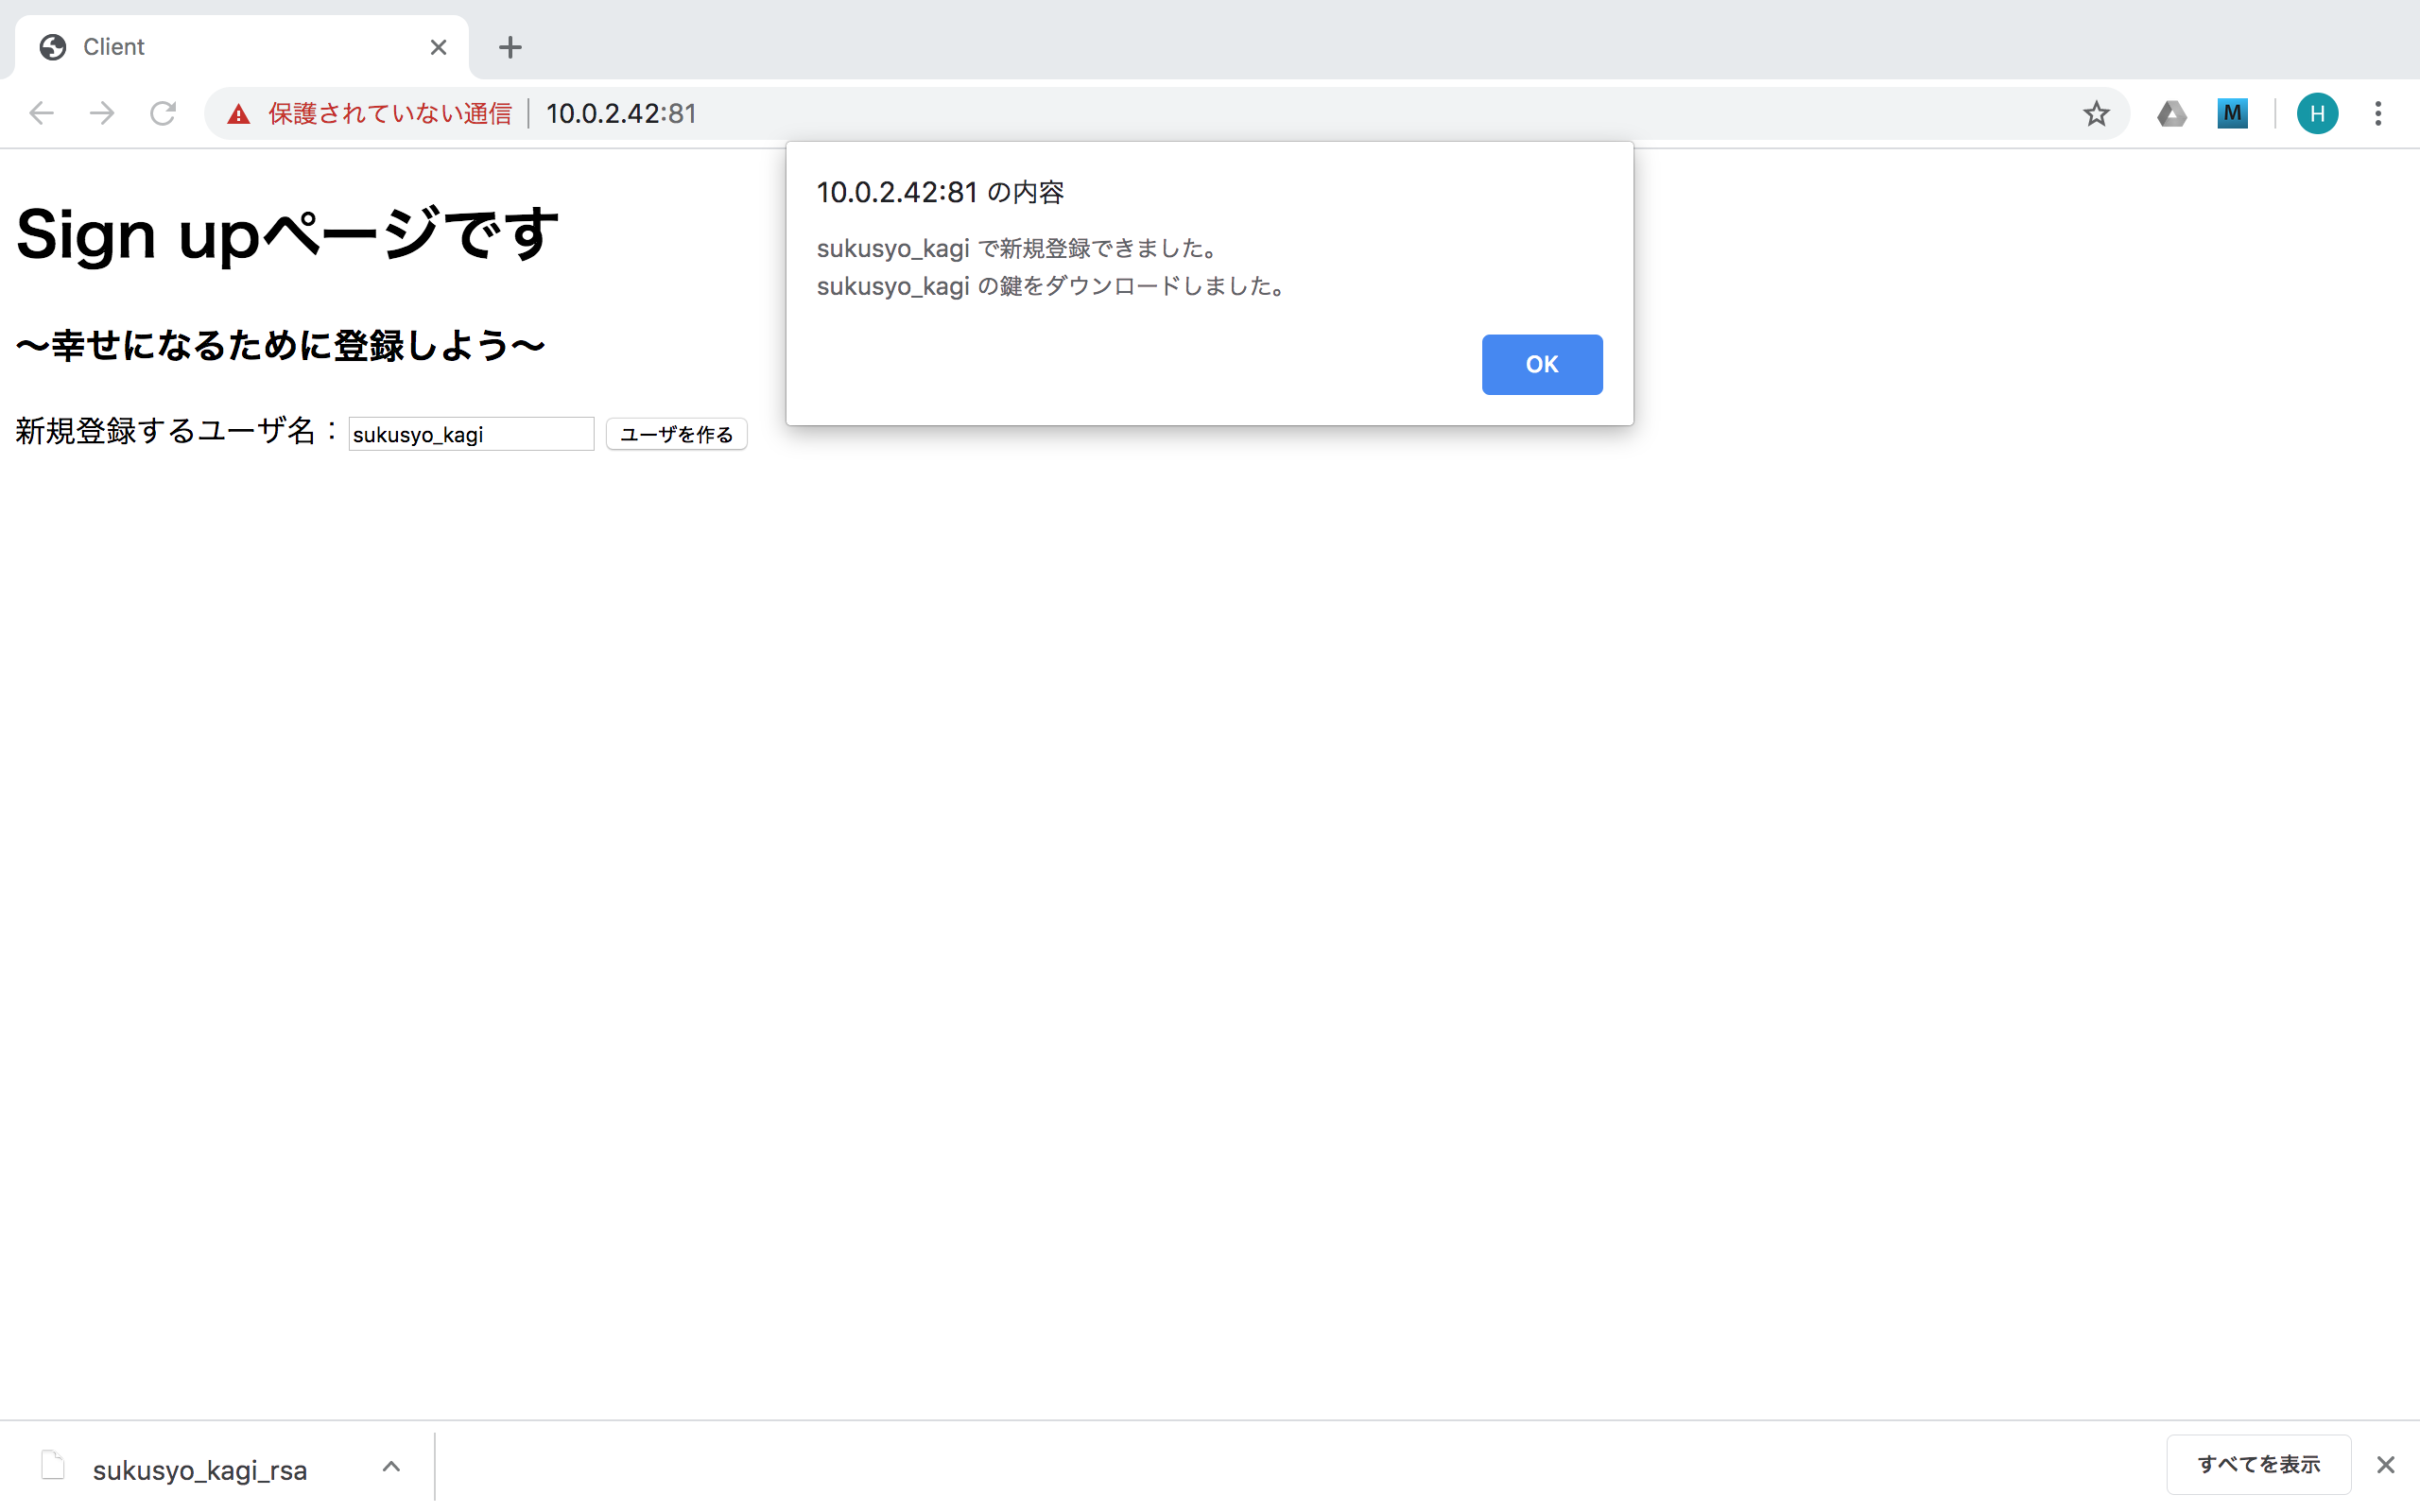 Client
保護されていない通信 10.0.2.42:81
M
H
10.0.2.42:81 の内容
sukusyo_kagi で新規登録できました。
sukusyo_kagi の鍵をダウンロードしました。
OK
Sign upページです
〜幸せになるために登録しよう〜
新規登録するユーザ名：sukusyo_kagi ユーザを作る
sukusyo_kagi_rsa
すべてを表示